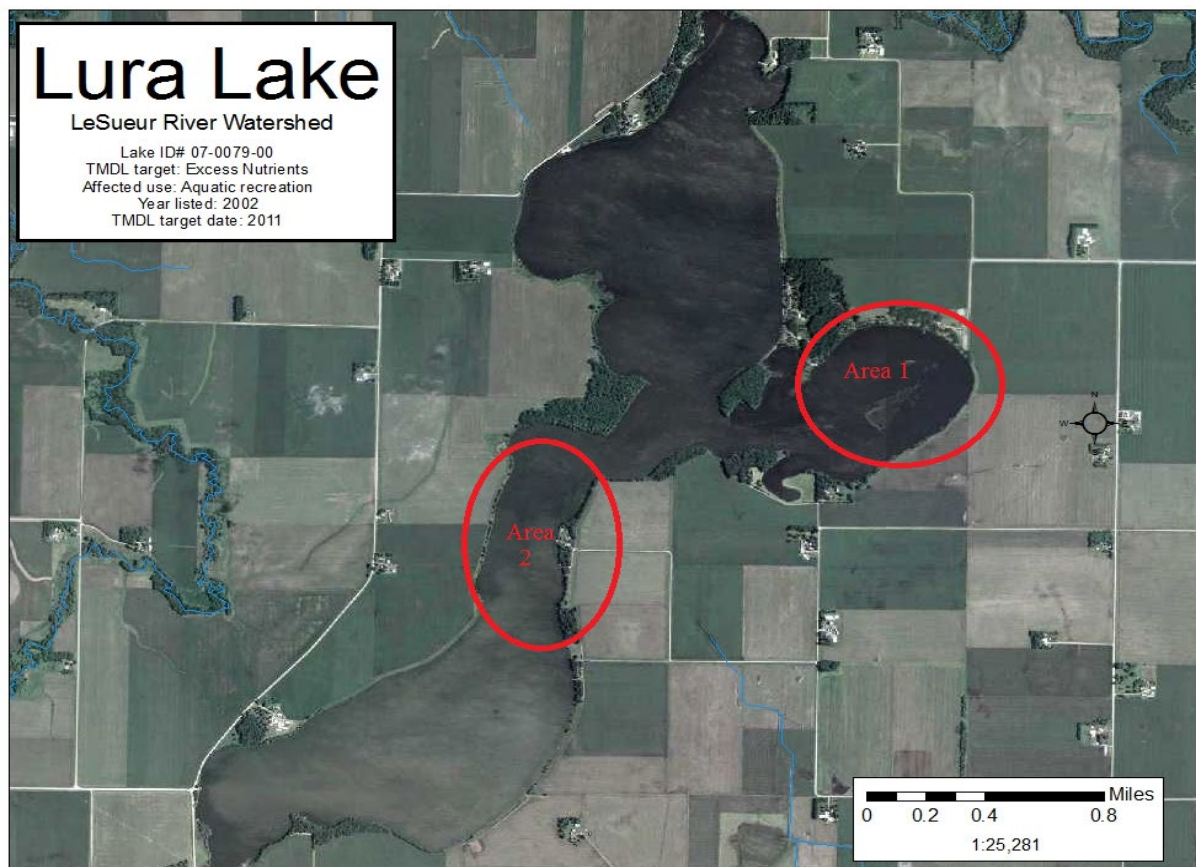 Lura Lake
LeSueur River Watershed
Lake ID# 07-0079-00
TMDL target: Excess Nutrients
Affected use: Aquatic recreation
Year listed: 2002
TMDL target date: 2011
Area 1
N
W
E
S
Area
2
Miles
0 0.2 0.4 0.8
1:25,281